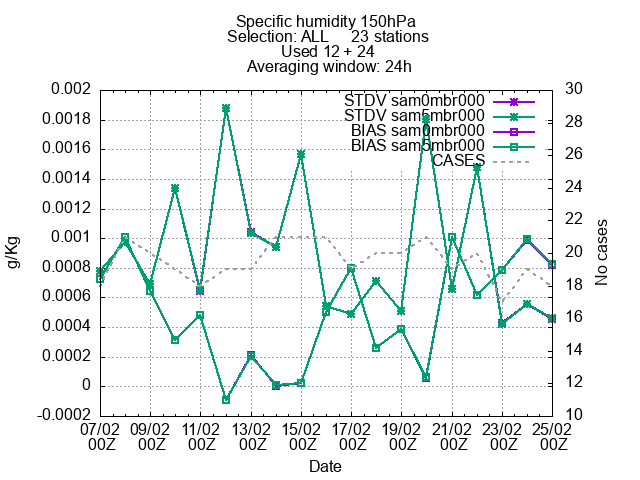 Specific humidity 150hPa
Selection: ALL 23 stations
Used 12 + 24
Averaging window: 24h
STDV sam0mbr000
STDV sam5mbr000
BIAS sam0mbr000
BIAS sam5mbr000
CASES
0.002
0.0018
0.0016
0.0014
0.0012
0.001
0.0008
0.0006
0.0004
0.0002
0
-0.0002
g/Kg
30
28
26
24
22
20
18
16
14
12
10
No cases
07/02 09/02 11/02 13/02 15/02 17/02 19/02 21/02 23/02 25/02
00Z 00Z 00Z 00Z 00Z 00Z 00Z 00Z 00Z 00Z
Date